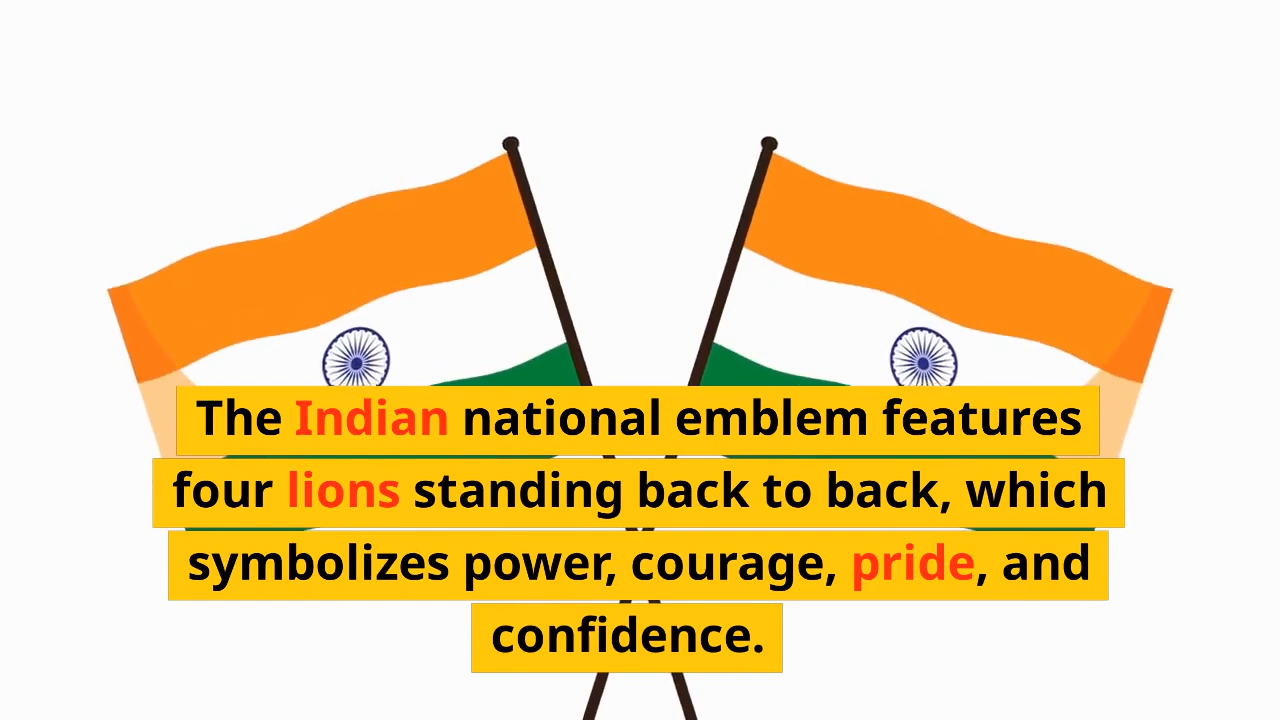 The Indian national emblem features
four lions standing back to back, which
symbolizes power, courage, pride, and
confidence.